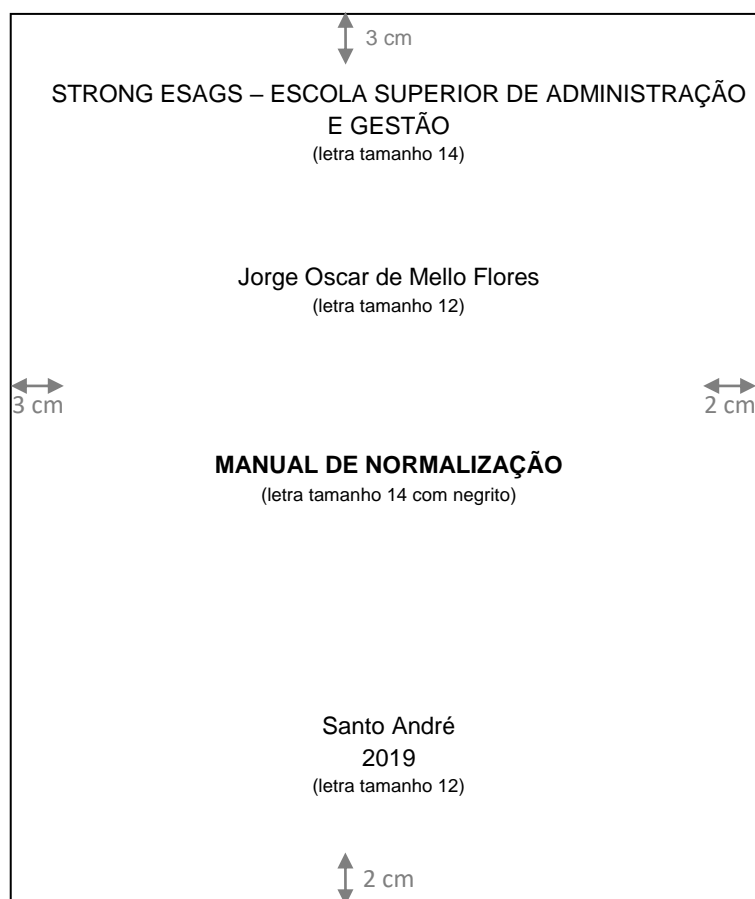 3 cm
STRONG ESAGS – ESCOLA SUPERIOR DE ADMINISTRAÇÃO
E GESTÃO
(letra tamanho 14)
Jorge Oscar de Mello Flores
(letra tamanho 12)
3 cm
2 cm
MANUAL DE NORMALIZAÇÃO
(letra tamanho 14 com negrito)
Santo André
2019
(letra tamanho 12)
2 cm